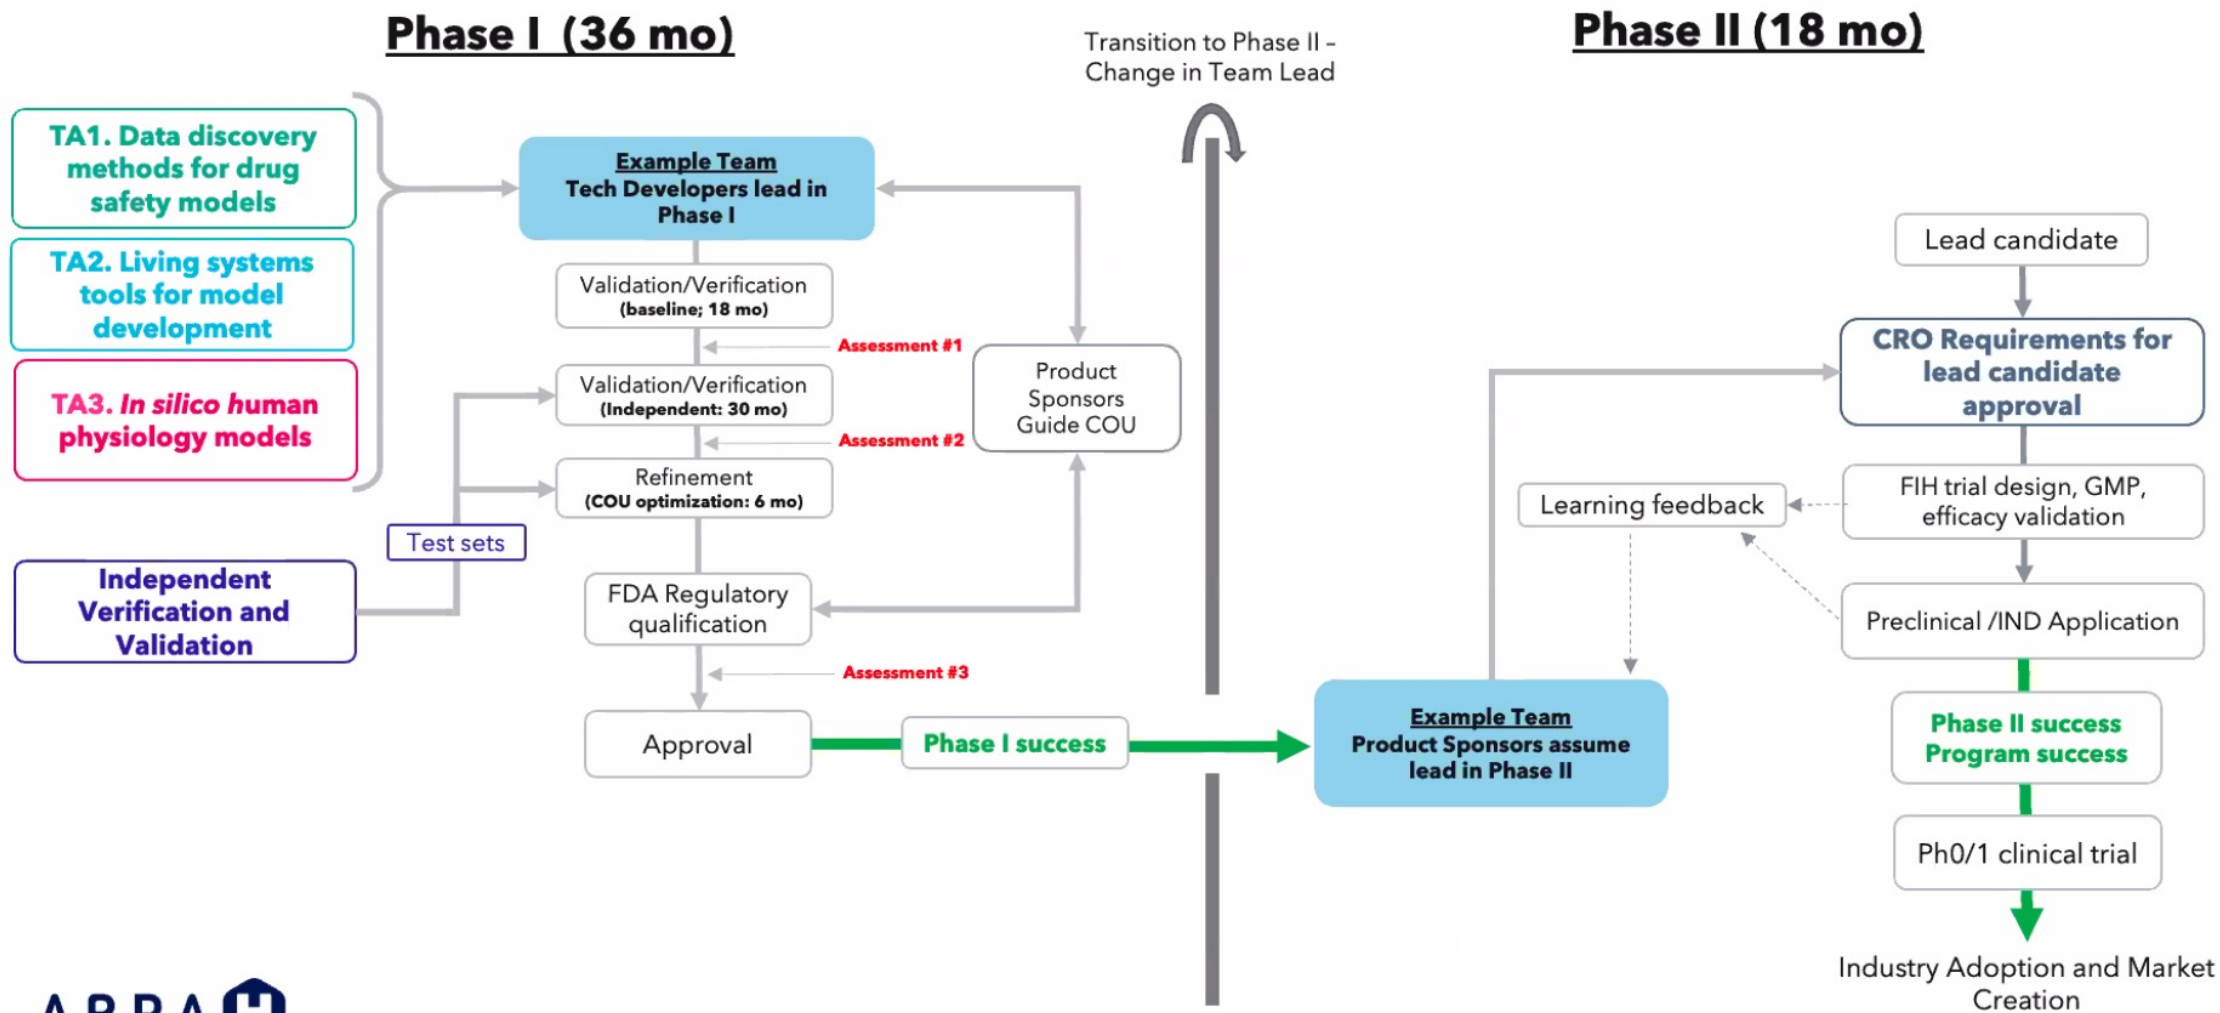 Phase I (36 mo)
Transition to Phase II –
Change in Team Lead
Phase II (18 mo)
TA1. Data discovery
methods for drug
safety models
TA2. Living systems
tools for model
development
TA3. In silico human
physiology models
Independent
Verification and
Validation
Test sets
Example Team
Tech Developers lead in
Phase I
Validation/Verification
(baseline; 18 mo)
Assessment #1
Validation/Verification
(Independent: 30 mo)
Assessment #2
Refinement
(COU optimization: 6 mo)
FDA Regulatory
qualification
Assessment #3
Approval
Phase I success
Product
Sponsors
Guide COU
Example Team
Product Sponsors assume
lead in Phase II
Lead candidate
CRO Requirements for
lead candidate
approval
FIH trial design, GMP,
efficacy validation
Learning feedback
Preclinical /IND Application
Phase II success
Program success
Ph0/1 clinical trial
Industry Adoption and Market
Creation
ARPA H